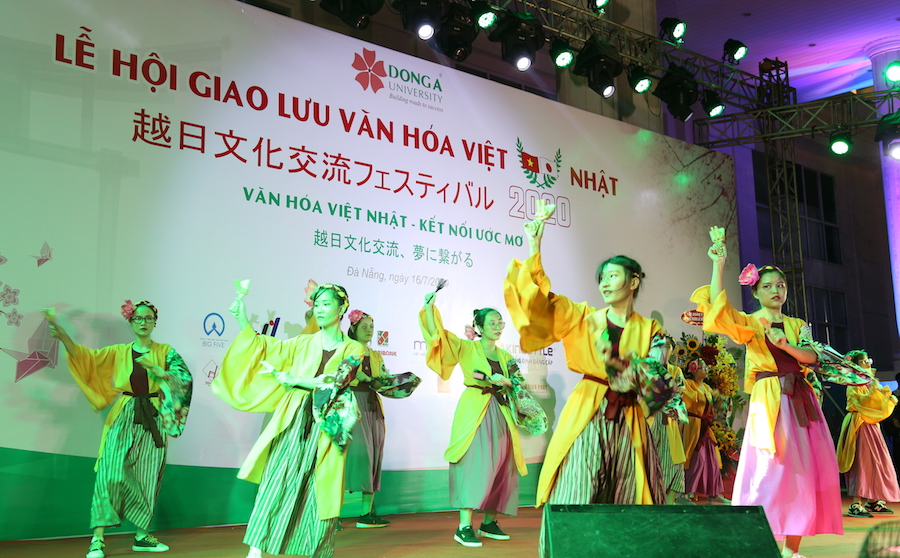 DONG A
UNIVERSITY
Building minds to success
LỄ HỘI GIAO LƯU VĂN HÓA VIỆT NHẬT
越日文化交流フェスティバル 2020
VĂN HÓA VIỆT NHẬT - KẾT NỐI ƯỚC MƠ
越日文化交流、夢に繋がる
Đà Nẵng, ngày 16/7/
BIG FIVE